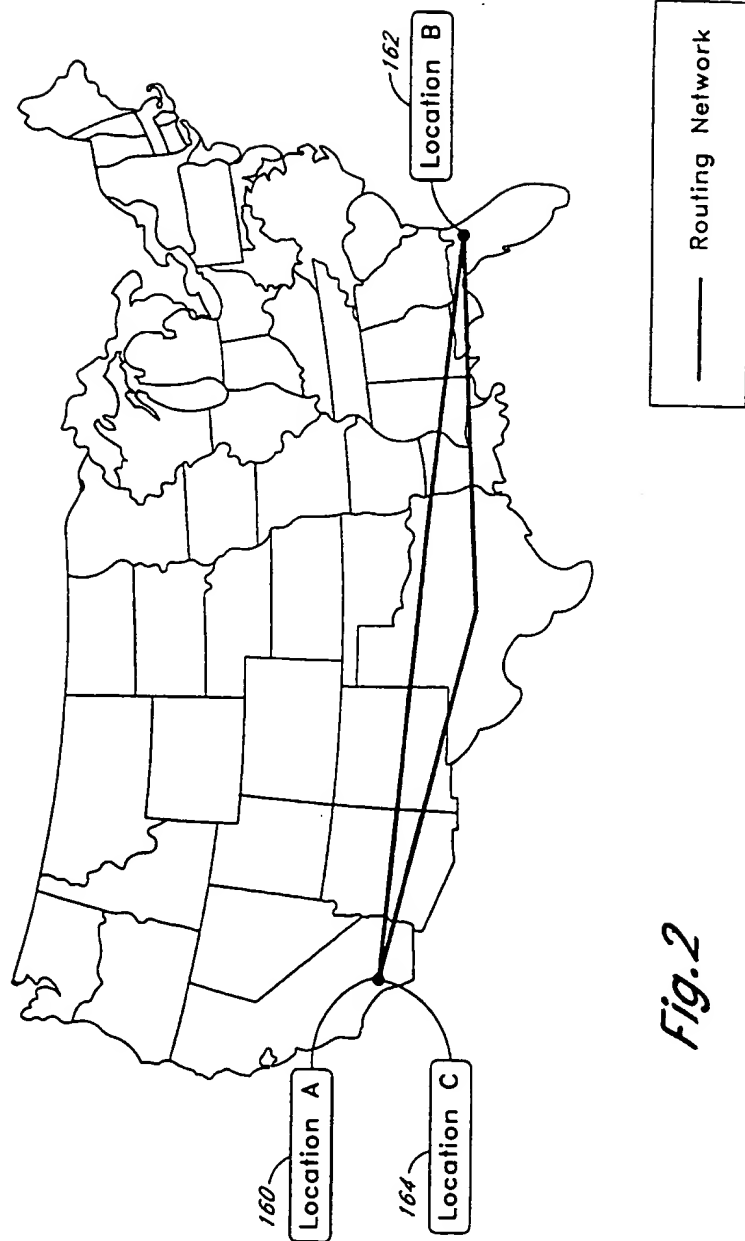 160
Location A
164
Location C
162
Location B
Routing Network
Fig.2